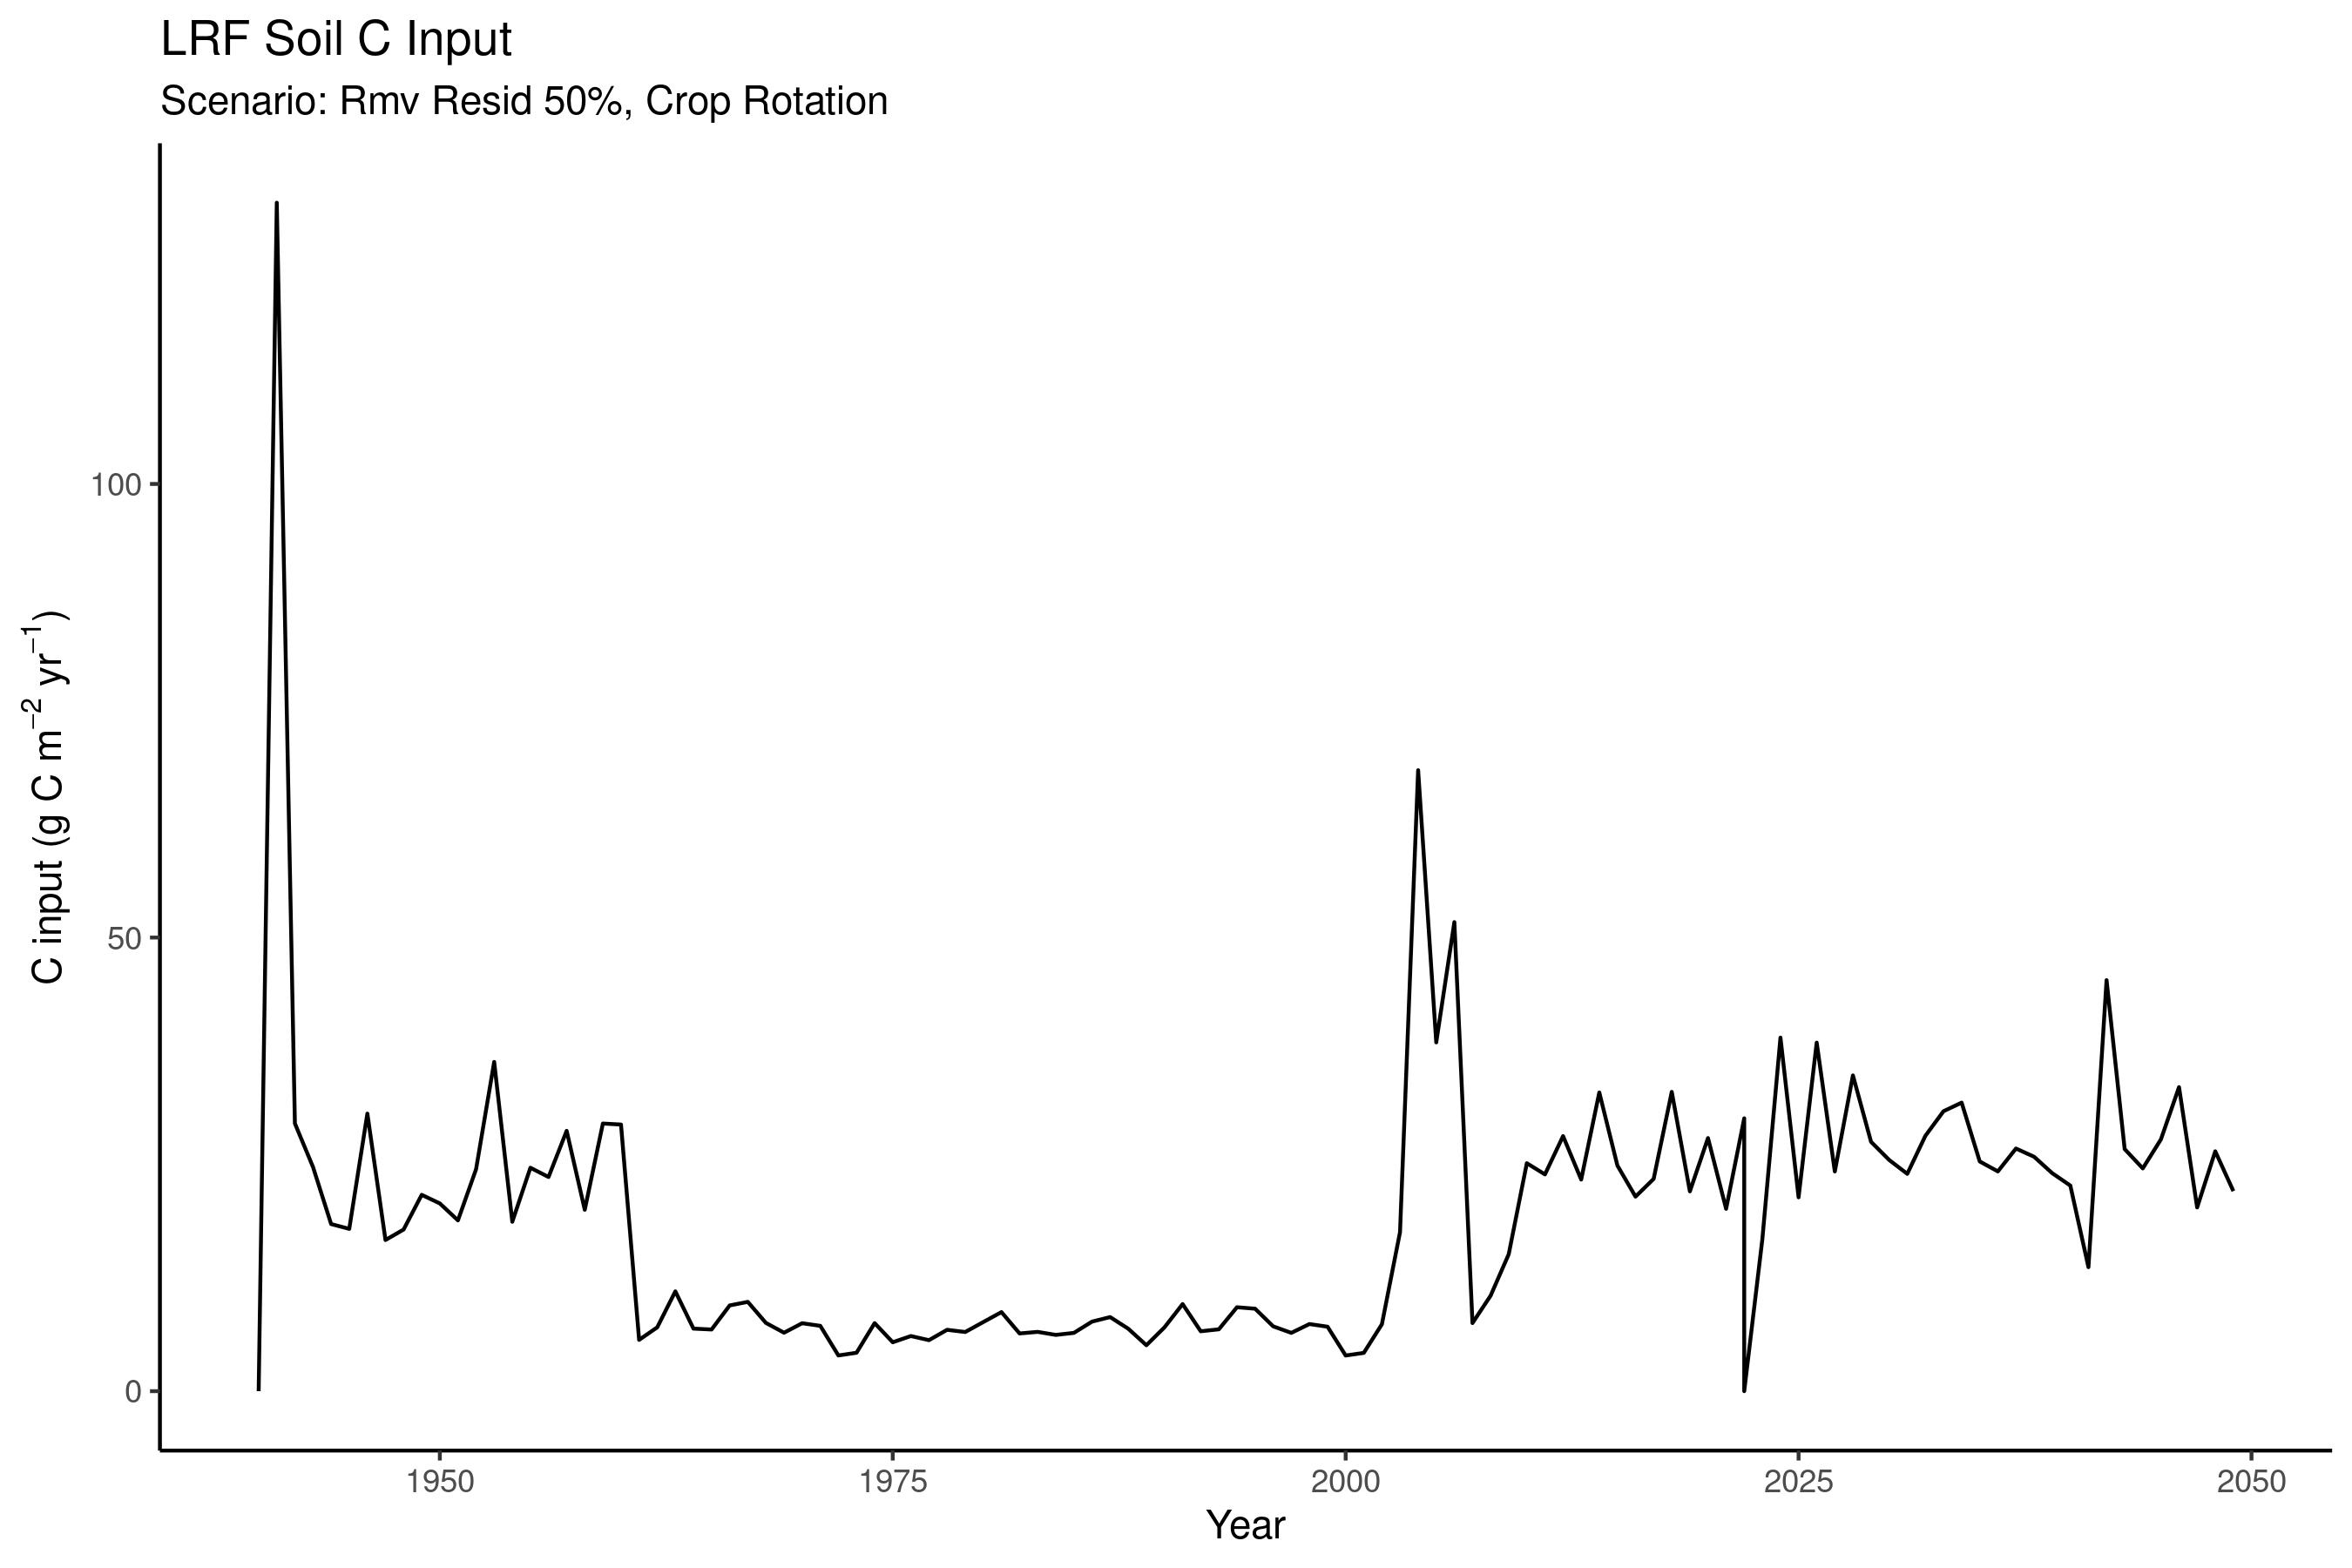 LRF Soil C Input
Scenario: Rmv Resid 50%, Crop Rotation
C input (g C m⁻² yr⁻¹)
100
50
0
1950 1975 2000 2025 2050
Year